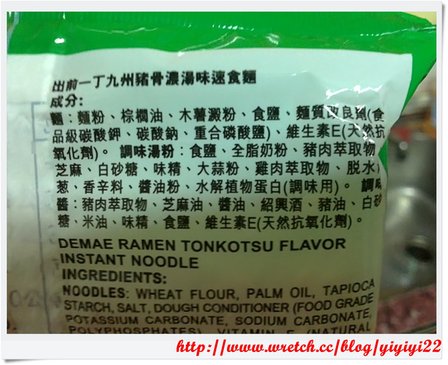 出前一丁九州豬骨濃湯味速食麵
成分:
麵：麵粉、棕櫚油、木薯澱粉、食鹽、麵質改良劑(食
品級碳酸鉀、碳酸鈉、重合磷酸鹽)、維生素E(天然抗
氧化劑)。 調味湯粉：食鹽、全脂奶粉、豬肉萃取物、
芝麻、白砂糖、味精、大蒜粉、雞肉萃取物、脫水
葱、香辛料、醬油粉、水解植物蛋白(調味用)。 調味
醬：豬肉萃取物、芝麻油、醬油、紹興酒、豬油、白砂
糖、米油、味精、食鹽、維生素E(天然抗氧化劑)。
DEMAE RAMEN TONKOTSU FLAVOR
INSTANT NOODLE
INGREDIENTS:
NOODLES: WHEAT FLOUR, PALM OIL, TAPIOCA
STARCH, SALT, DOUGH CONDITIONER (FOOD GRADE
POTASSIUM CARBONATE, SODIUM CARBONATE,
POLYPHOSPHATES), VITAMIN E (NATURAL
http://www.wretch.cc/blog/yiyiyi22